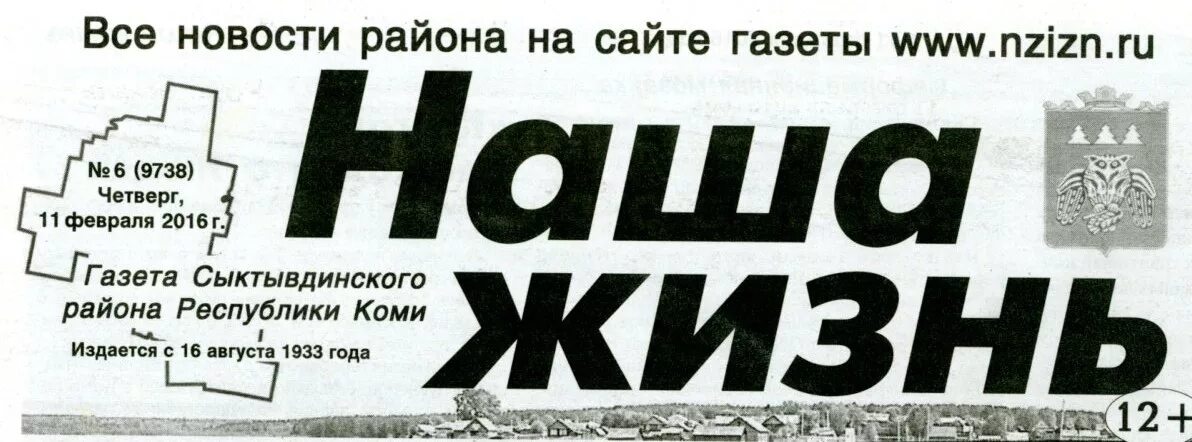 Все новости района на сайте газеты www.nzizn.ru
Наша
жизнь
№ 6 (9738)
Четверг,
11 февраля 2016 г.
Газета Сыктывдинского
района Республики Коми
Издается с 16 августа 1933 года
12+